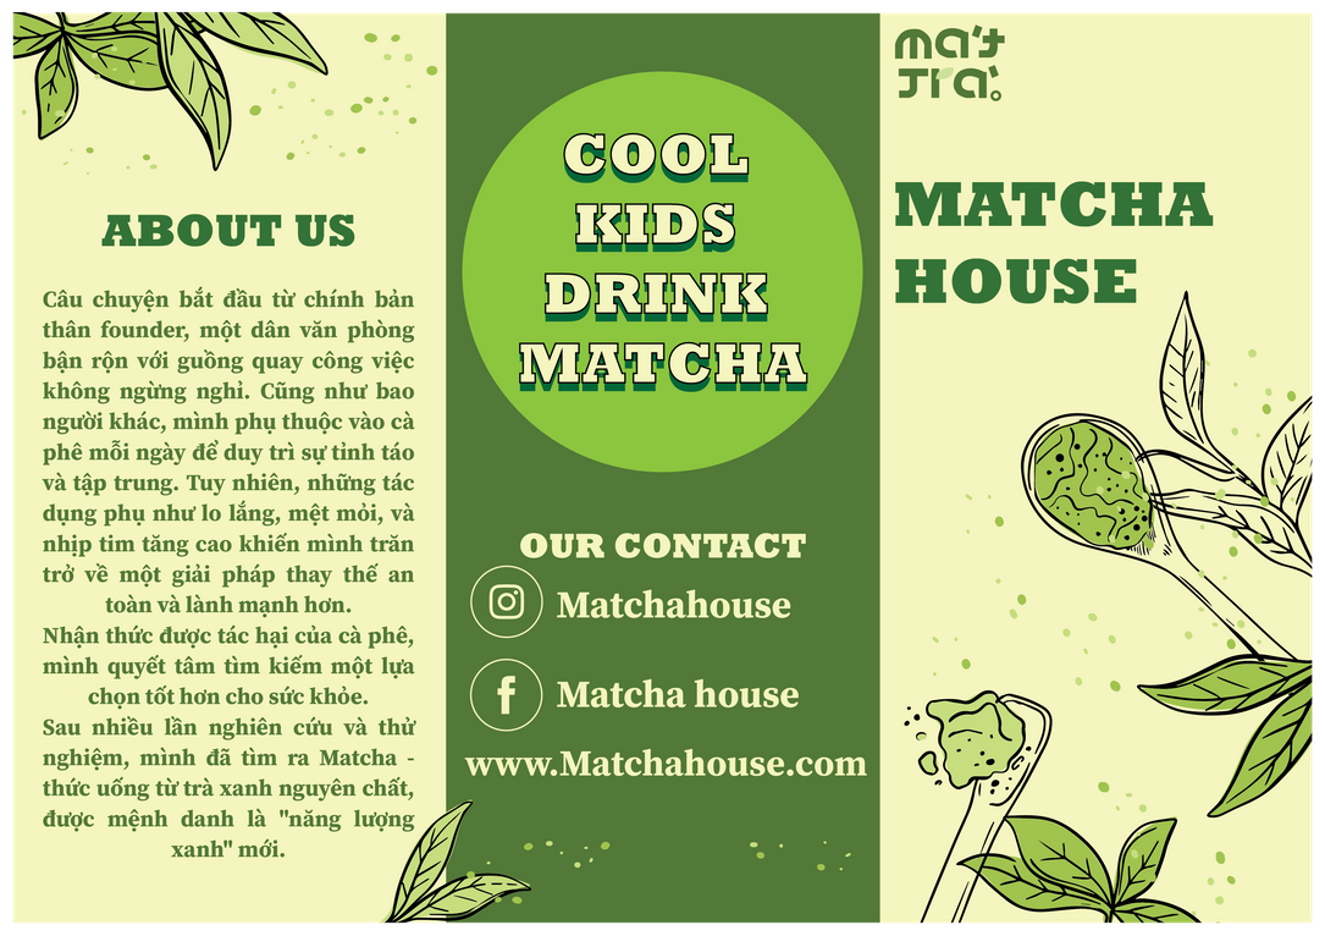 ABOUT US
Câu chuyện bắt đầu từ chính bản
thân founder, một dân văn phòng
bận rộn với guồng quay công việc
không ngừng nghỉ. Cũng như bao
người khác, mình phụ thuộc vào cà
phê mỗi ngày để duy trì sự tỉnh táo
và tập trung. Tuy nhiên, những tác
dụng phụ như lo lắng, mệt mỏi, và
nhịp tim tăng cao khiến mình trăn
trở về một giải pháp thay thế an
toàn và lành mạnh hơn.
Nhận thức được tác hại của cà phê,
mình quyết tâm tìm kiếm một lựa
chọn tốt hơn cho sức khỏe.
Sau nhiều lần nghiên cứu và thử
nghiệm, mình đã tìm ra Matcha -
thức uống từ trà xanh nguyên chất,
được mệnh danh là "năng lượng
xanh" mới.
COOL
KIDS
DRINK
MATCHA
OUR CONTACT
Matchahouse
Matcha house
www.Matchahouse.com
MATCHA
HOUSE